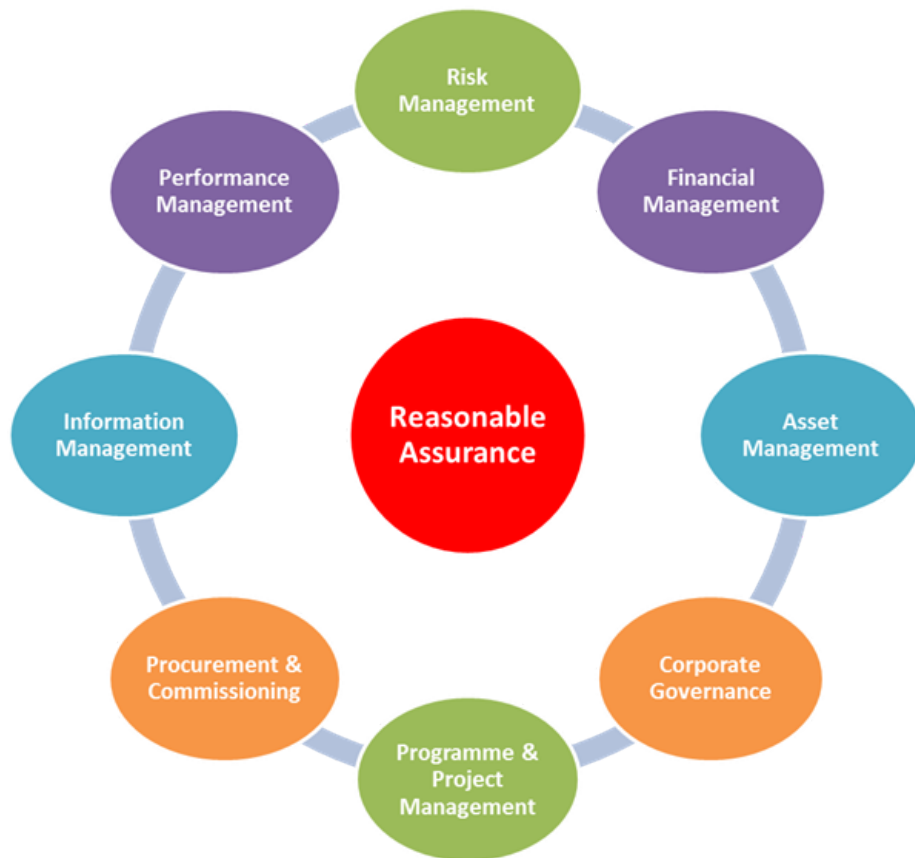 Risk
Management
Performance
Management
Financial
Management
Information
Management
Reasonable
Assurance
Asset
Management
Procurement &
Commissioning
Corporate
Governance
Programme &
Project
Management